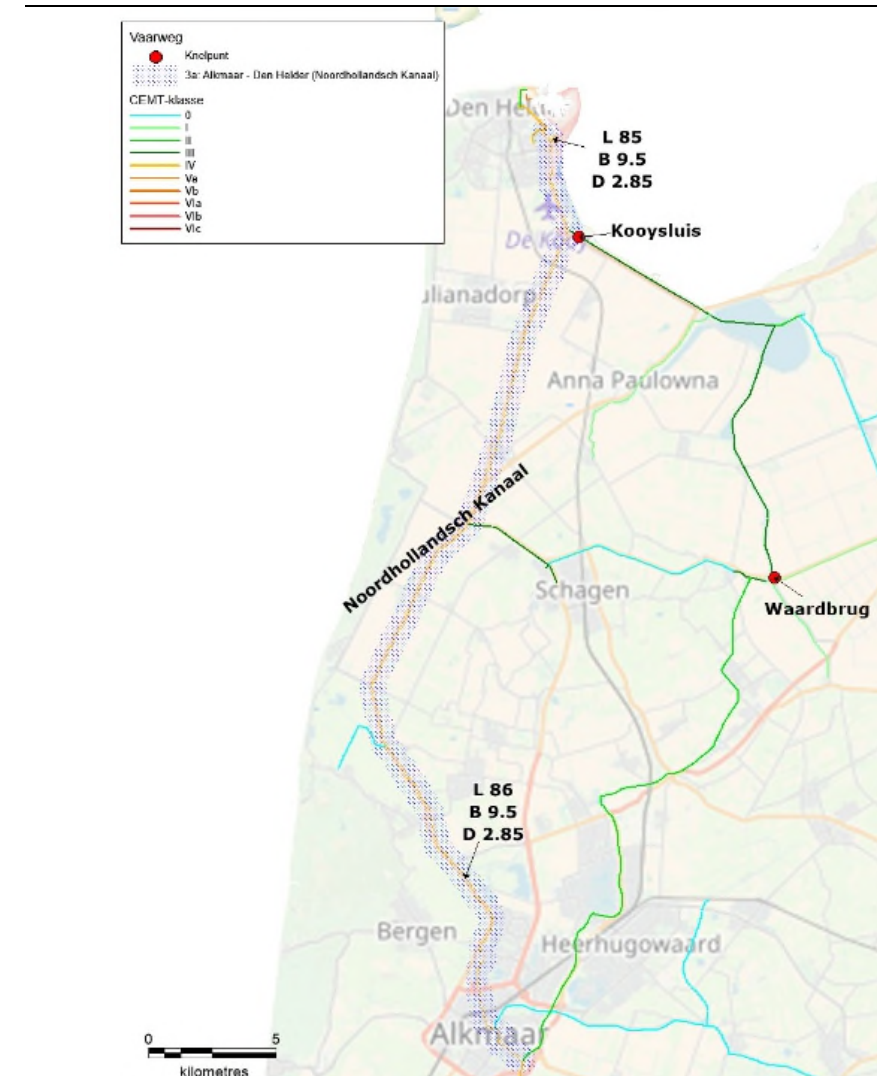 Vaarweg
Knelpunt
3a: Alkmaar - Den Helder (Noordhollandsch Kanaal)
CEMT-klasse
0
I
II
III
IV
Va
Vb
VIa
VIb
VIc
Den Helder
L 85
B 9.5
D 2.85
Kooysluis
De Kooy
ulianadorp
Anna Paulowna
Noordhollandsch Kanaal
Schagen
Waardbrug
L 86
B 9.5
D 2.85
Bergen
Heerhugowaard
Alkmaar
0 5
kilometres